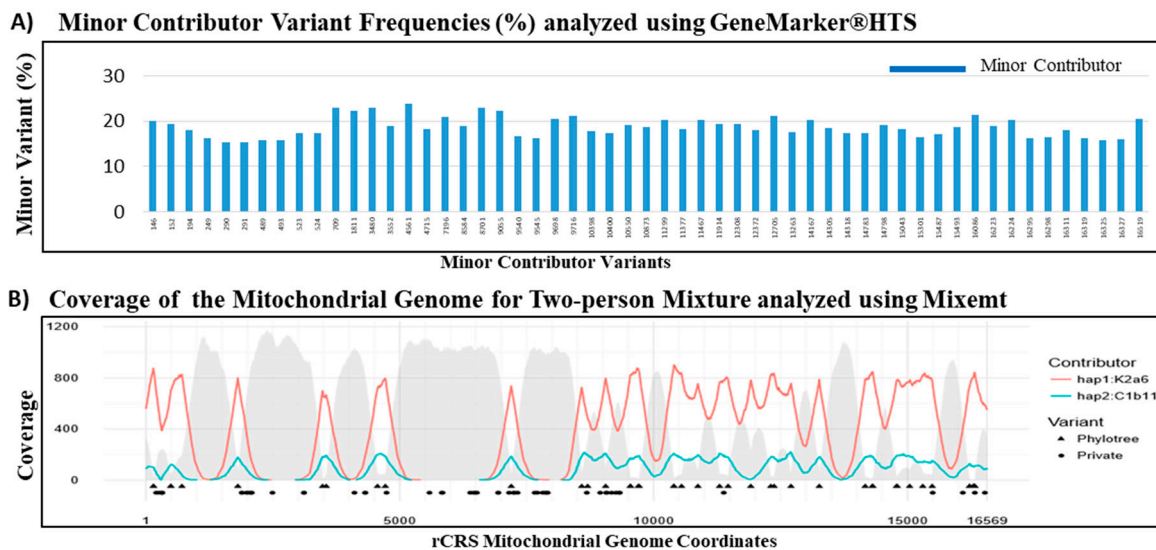 A) Minor Contributor Variant Frequencies (%) analyzed using GeneMarker®HTS
Minor Variant (%)
30
20
10
0
Minor Contributor
146 152 194 249 290 291 489 493 523 524 709 1811 3480 3552 4561 4715 7196 8584 8701 9055 9540 9545 9698 9716 10398 10400 10550 10873 11299 11377 11467 11914 12308 12372 12705 13263 14167 14305 14318 14783 14798 15043 15301 15487 15493 16086 16223 16224 16295 16298 16311 16319 16325 16327 16519
Minor Contributor Variants
B) Coverage of the Mitochondrial Genome for Two-person Mixture analyzed using Mixemt
Coverage
1200
800
400
0
Contributor
hap1:K2a6
hap2:C1b11
Variant
Phylotree
Private
1 5000 10000 15000 16569
rCRS Mitochondrial Genome Coordinates